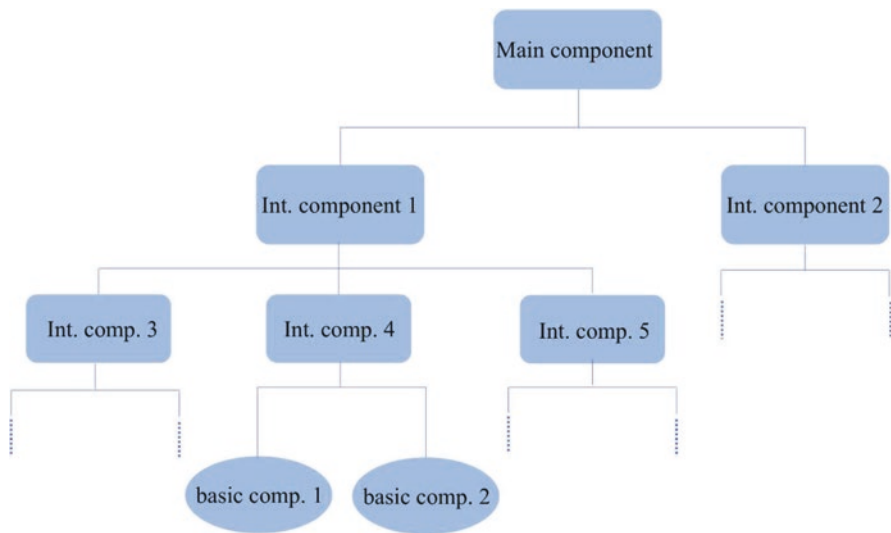 Main component
Int. component 1
Int. component 2
Int. comp. 3
Int. comp. 4
Int. comp. 5
basic comp. 1
basic comp. 2